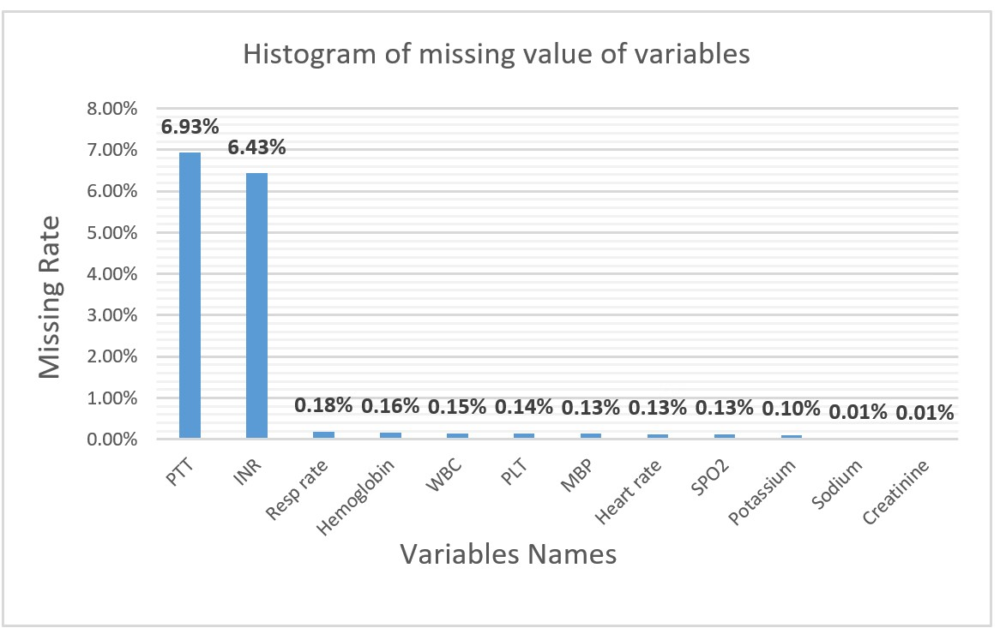 Histogram of missing value of variables
8.00%
7.00%
6.00%
5.00%
4.00%
3.00%
2.00%
1.00%
0.00%
Missing Rate
6.93%
6.43%
0.18%
0.16%
0.15%
0.14%
0.13%
0.13%
0.13%
0.10%
0.01%
0.01%
PTT
INR
Resp rate
Hemoglobin
WBC
PLT
MBP
Heart rate
SPO2
Potassium
Sodium
Creatinine
Variables Names